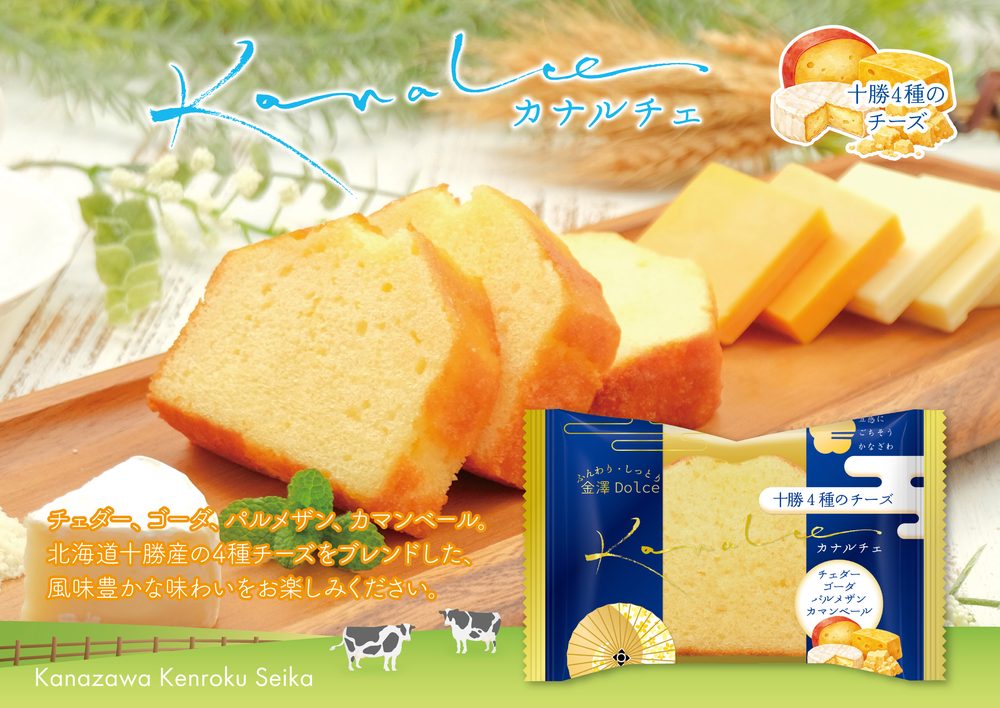 Kanalce
カナルチェ
十勝4種の
チーズ
チェダー、ゴーダ、パルメザン、カマンベール。
北海道十勝産の4種チーズをブレンドした、
風味豊かな味わいをお楽しみください。
Kanazawa Kenroku Seika
五感に
ごちそう
かなざわ
ふんわり・しっとり
金澤 Dolce
十勝4種のチーズ
Kanalce
カナルチェ
チェダー
ゴーダ
パルメザン
カマンベール